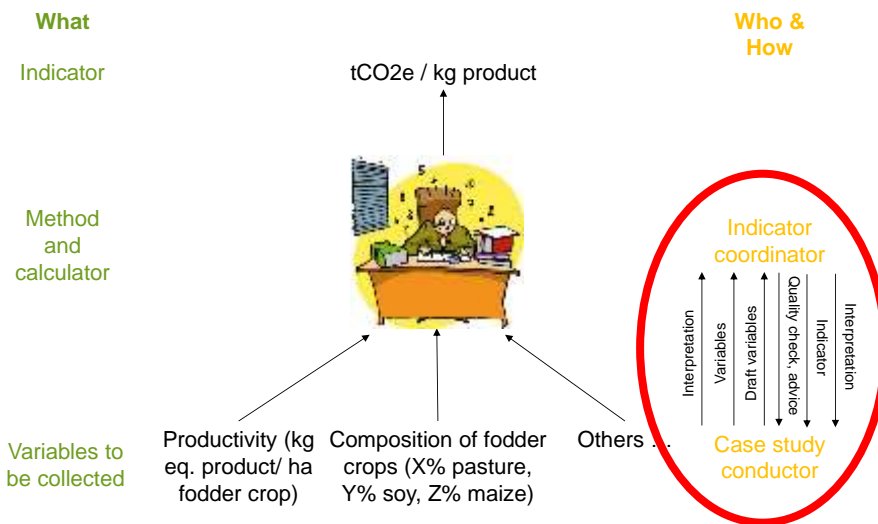 What
Who &
How
Indicator
tCO2e / kg product
Method
and
calculator
Indicator
coordinator
Interpretation
Variables
Draft variables
Quality check, advice
Indicator
Interpretation
Variables to
be collected
Productivity (kg
eq. product/ ha
fodder crop)
Composition of fodder
crops (X% pasture,
Y% soy, Z% maize)
Others ...
Case study
conductor